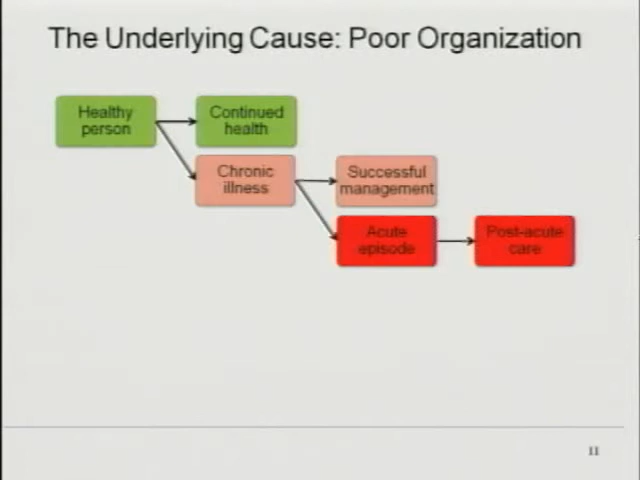 The Underlying Cause: Poor Organization
Healthy
person
Continued
health
Chronic
illness
Successful
management
Acute
episode
Post-acute
care
11